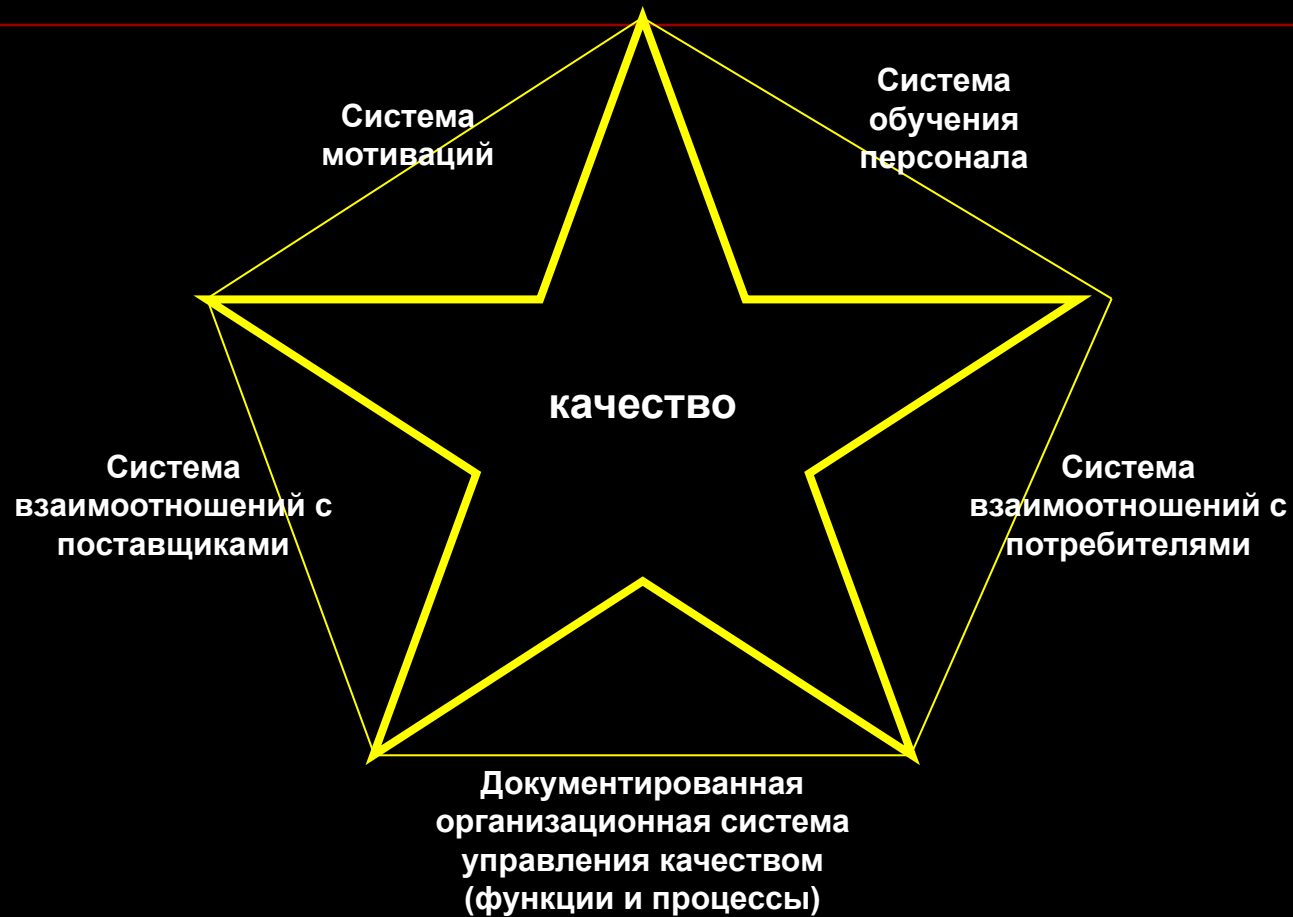 Система
мотиваций
Система
обучения
персонала
качество
Система
взаимоотношений с
поставщиками
Система
взаимоотношений с
потребителями
Документированная
организационная система
управления качеством
(функции и процессы)